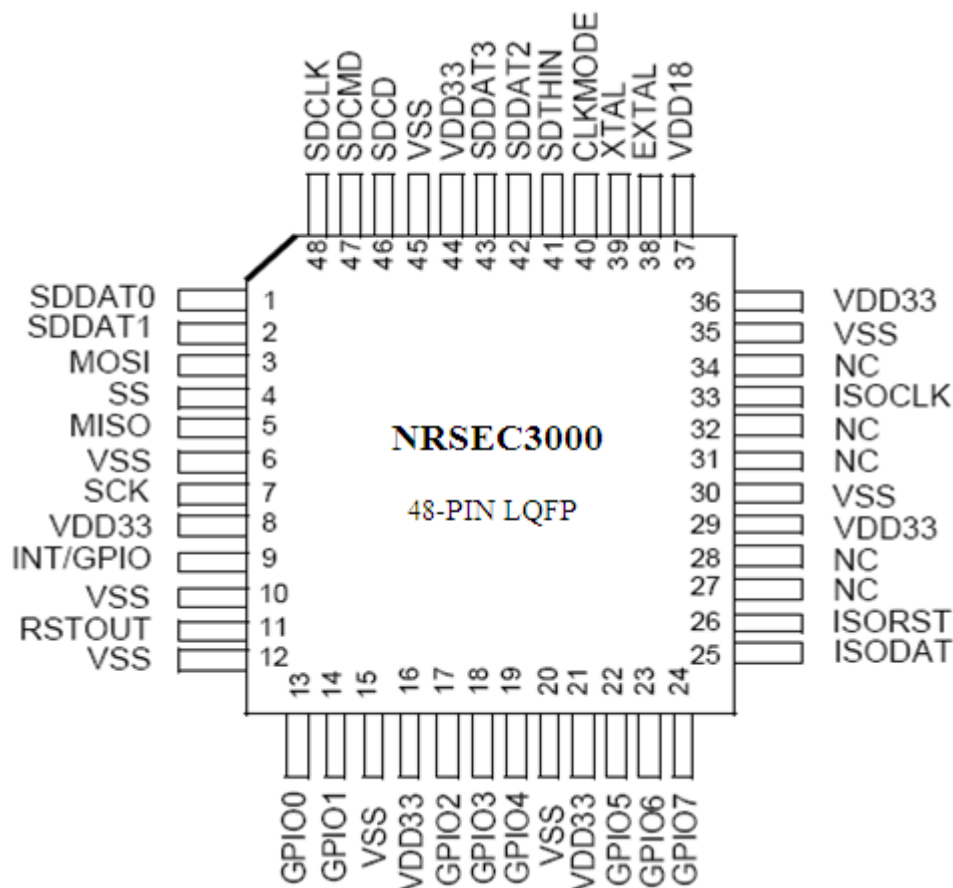 SDCLK
SDCMD
SDCD
VSS
VDD33
SDDAT3
SDDAT2
SDTHIN
CLKMODE
XTAL
EXTAL
VDD18
48
47
46
45
44
43
42
41
40
39
38
37
SDDAT0 1
SDDAT1 2
MOSI 3
SS 4
MISO 5
VSS 6
SCK 7
VDD33 8
INT/GPIO 9
VSS 10
RSTOUT 11
VSS 12
NRSEC3000
48-PIN LQFP
36 VDD33
35 VSS
34 NC
33 ISOCLK
32 NC
31 NC
30 VSS
29 VDD33
28 NC
27 NC
26 ISORST
25 ISODAT
13
14
15
16
17
18
19
20
21
22
23
24
GPIO0
GPIO1
VSS
VDD33
GPIO2
GPIO3
GPIO4
VSS
VDD33
GPIO5
GPIO6
GPIO7